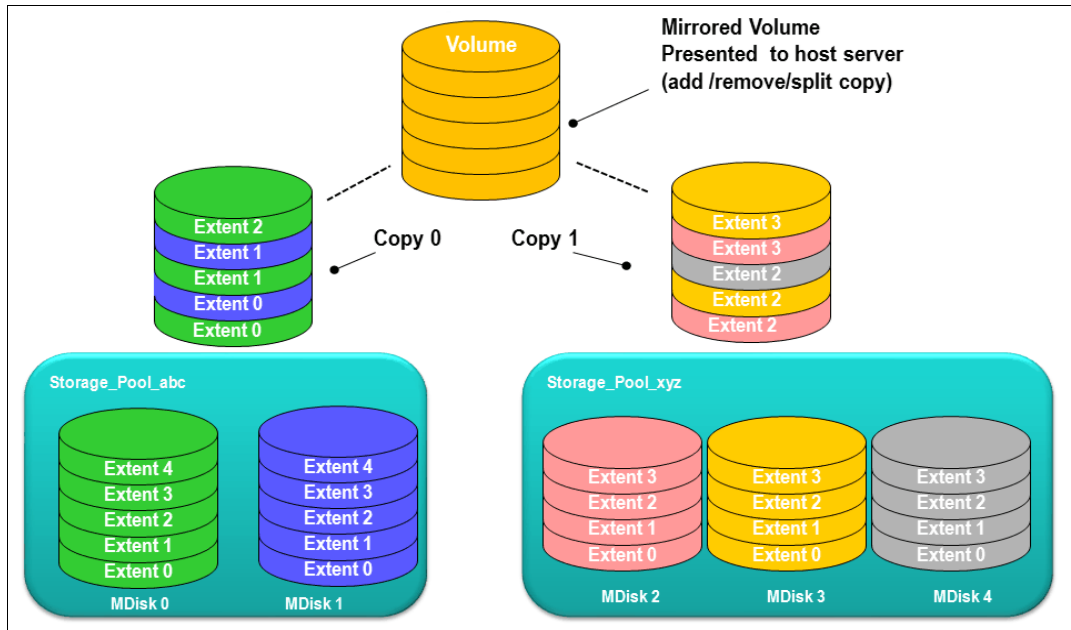 Volume
Mirrored Volume
Presented to host server
(add /remove/split copy)
Extent 2
Extent 1
Extent 1
Extent 0
Extent 0
Copy 0
Copy 1
Extent 3
Extent 3
Extent 2
Extent 2
Extent 2
Storage_Pool_abc
Extent 4
Extent 3
Extent 2
Extent 1
Extent 0
MDisk 0
Extent 4
Extent 3
Extent 2
Extent 1
Extent 0
MDisk 1
Storage_Pool_xyz
Extent 3
Extent 2
Extent 1
Extent 0
MDisk 2
Extent 3
Extent 2
Extent 1
Extent 0
MDisk 3
Extent 3
Extent 2
Extent 1
Extent 0
MDisk 4